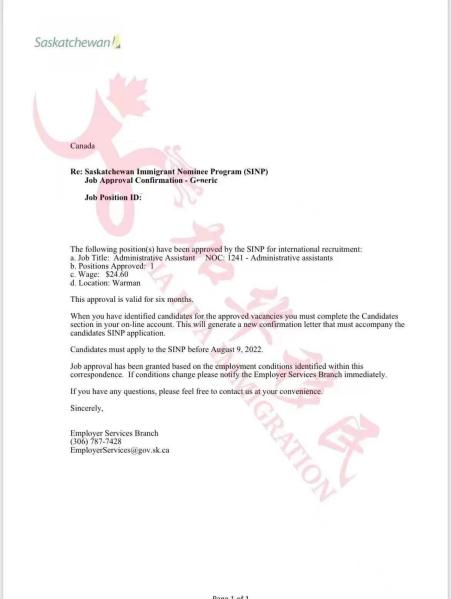 Saskatchewan
Canada
Re: Saskatchewan Immigrant Nominee Program (SINP)
Job Approval Confirmation - Generic
Job Position ID:
The following position(s) have been approved by the SINP for international recruitment:
a. Job Title: Administrative Assistant NOC: 1241 - Administrative assistants
b. Positions Approved: 1
c. Wage: $24.60
d. Location: Warman
This approval is valid for six months.
When you have identified candidates for the approved vacancies you must complete the Candidates
section in your on-line account. This will generate a new confirmation letter that must accompany the
candidates SINP application.
Candidates must apply to the SINP before August 9, 2022.
Job approval has been granted based on the employment conditions identified within this
correspondence. If conditions change please notify the Employer Services Branch immediately.
If you have any questions, please feel free to contact us at your convenience.
Sincerely,
Employer Services Branch
(306) 787-7428
EmployerServices@gov.sk.ca
IMMIGRATION
Page 1 of 1